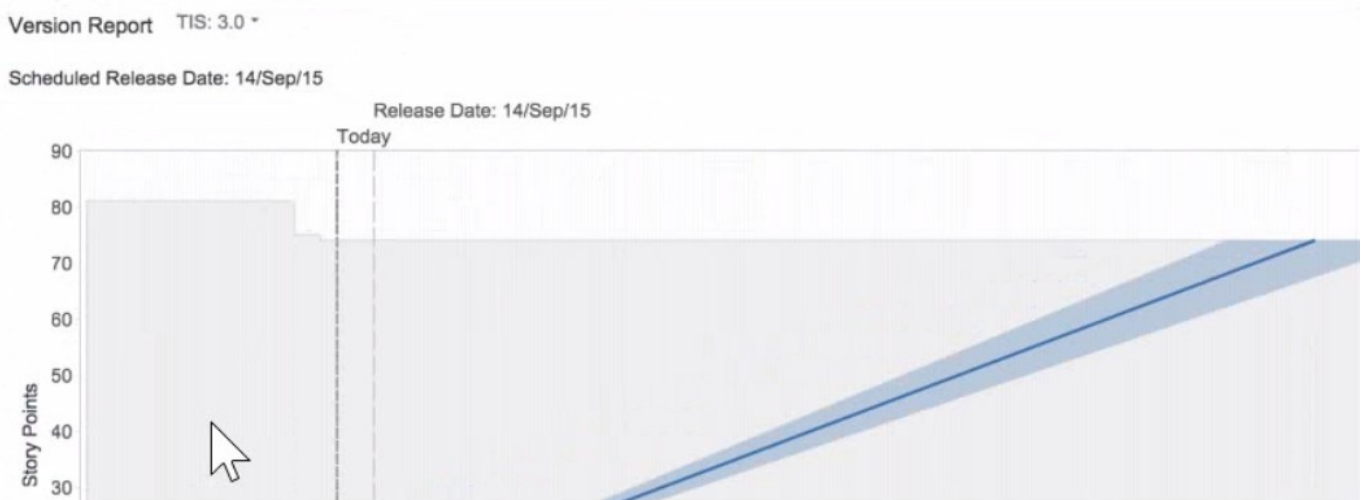 Version Report TIS: 3.0
Scheduled Release Date: 14/Sep/15
Release Date: 14/Sep/15
Today
90
80
70
60
50
40
30
Story Points